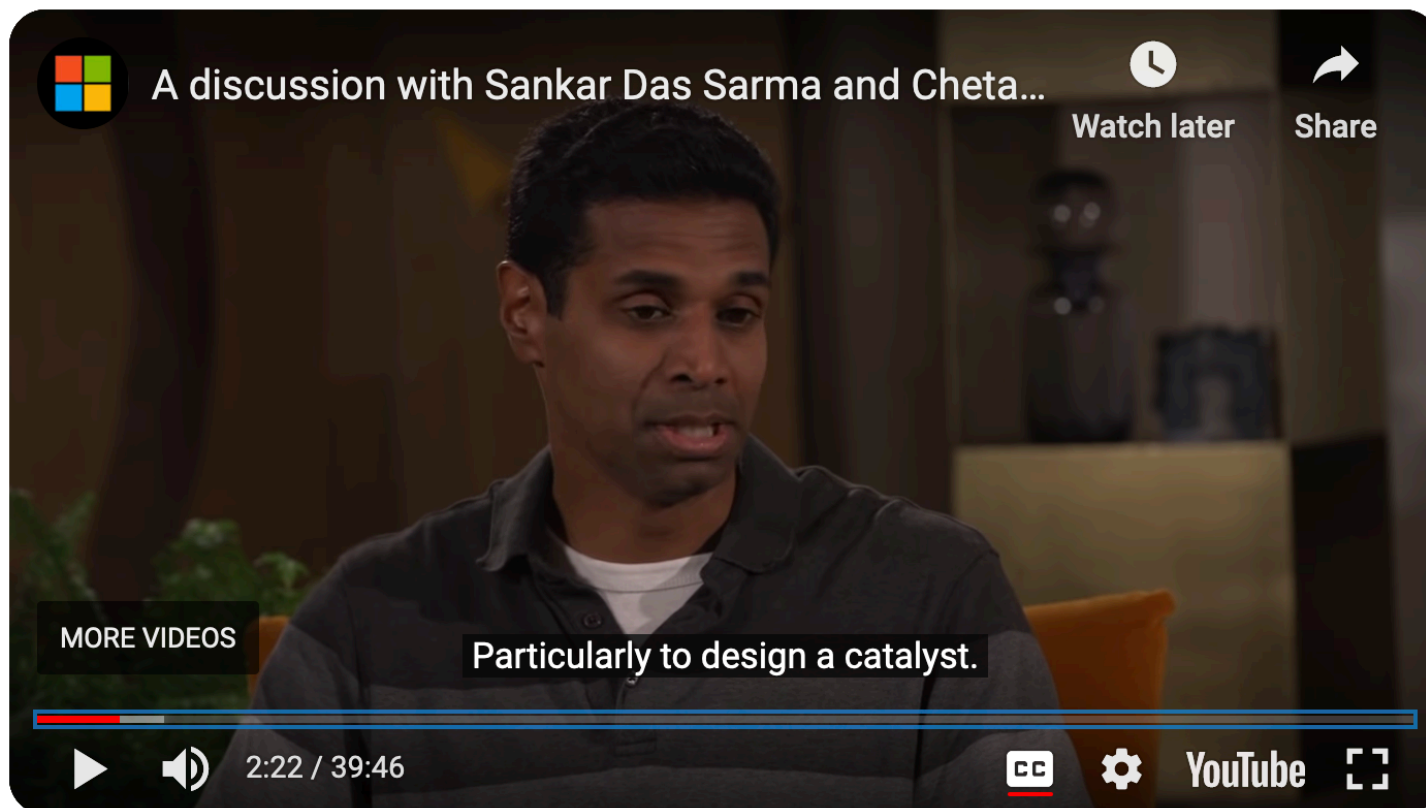 A discussion with Sankar Das Sarma and Cheta...
Watch later
Share
MORE VIDEOS
Particularly to design a catalyst.
2:22 / 39:46
CC
YouTube